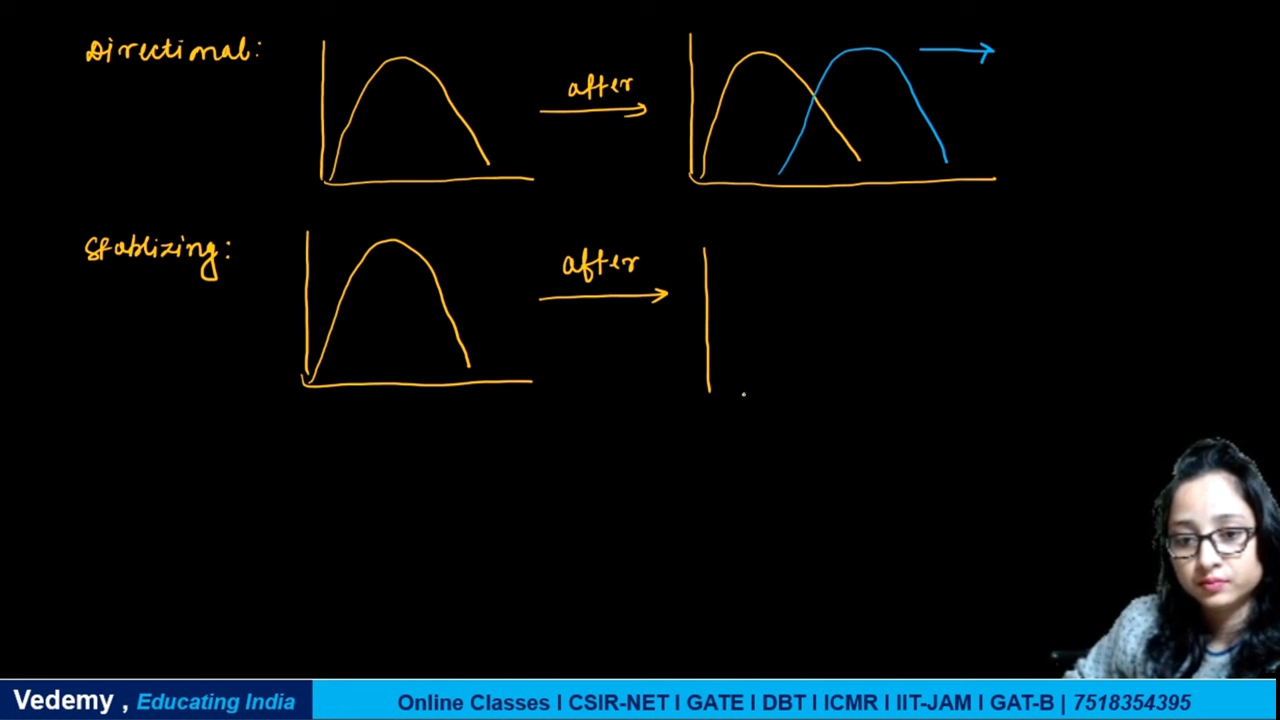 Directional:
after
Stablizing:
after
Vedemy , Educating India
Online Classes I CSIR-NET I GATE I DBT I ICMR I IIT-JAM I GAT-B | 7518354395